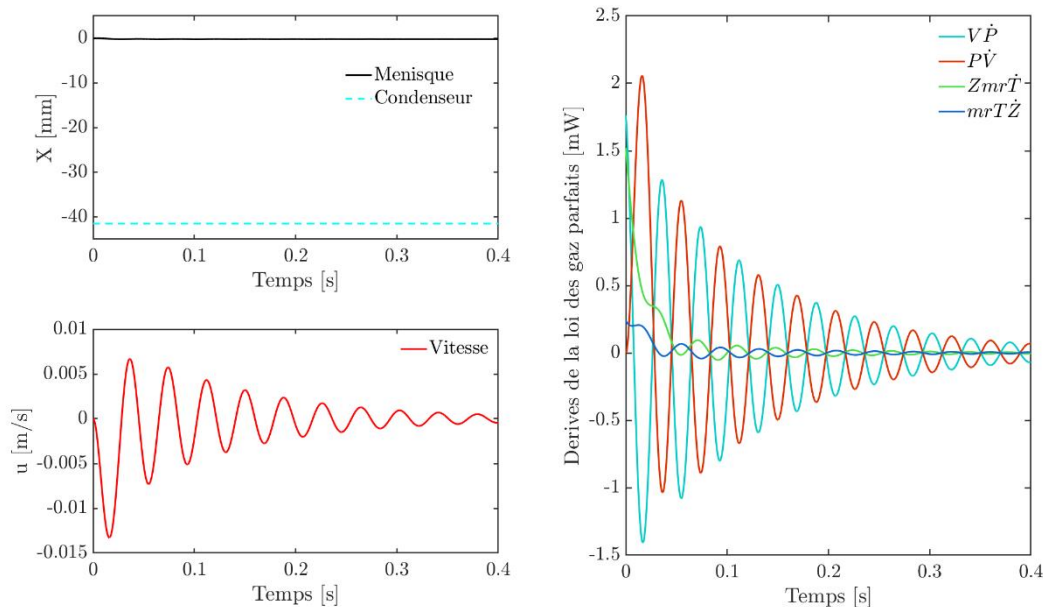 0
-10
-20
-30
-40
X [mm]
Menisque
Condenseur
0 0.1 0.2 0.3 0.4
Temps [s]
0.01
0.005
0
-0.005
-0.01
-0.015
u [m/s]
Vitesse
0 0.1 0.2 0.3 0.4
Temps [s]
2.5
2
1.5
1
0.5
0
-0.5
-1
-1.5
Derives de la loi des gaz parfaits [mW]
VṖ
PV̇
ZmrṪ
mrTŻ
0 0.1 0.2 0.3 0.4
Temps [s]